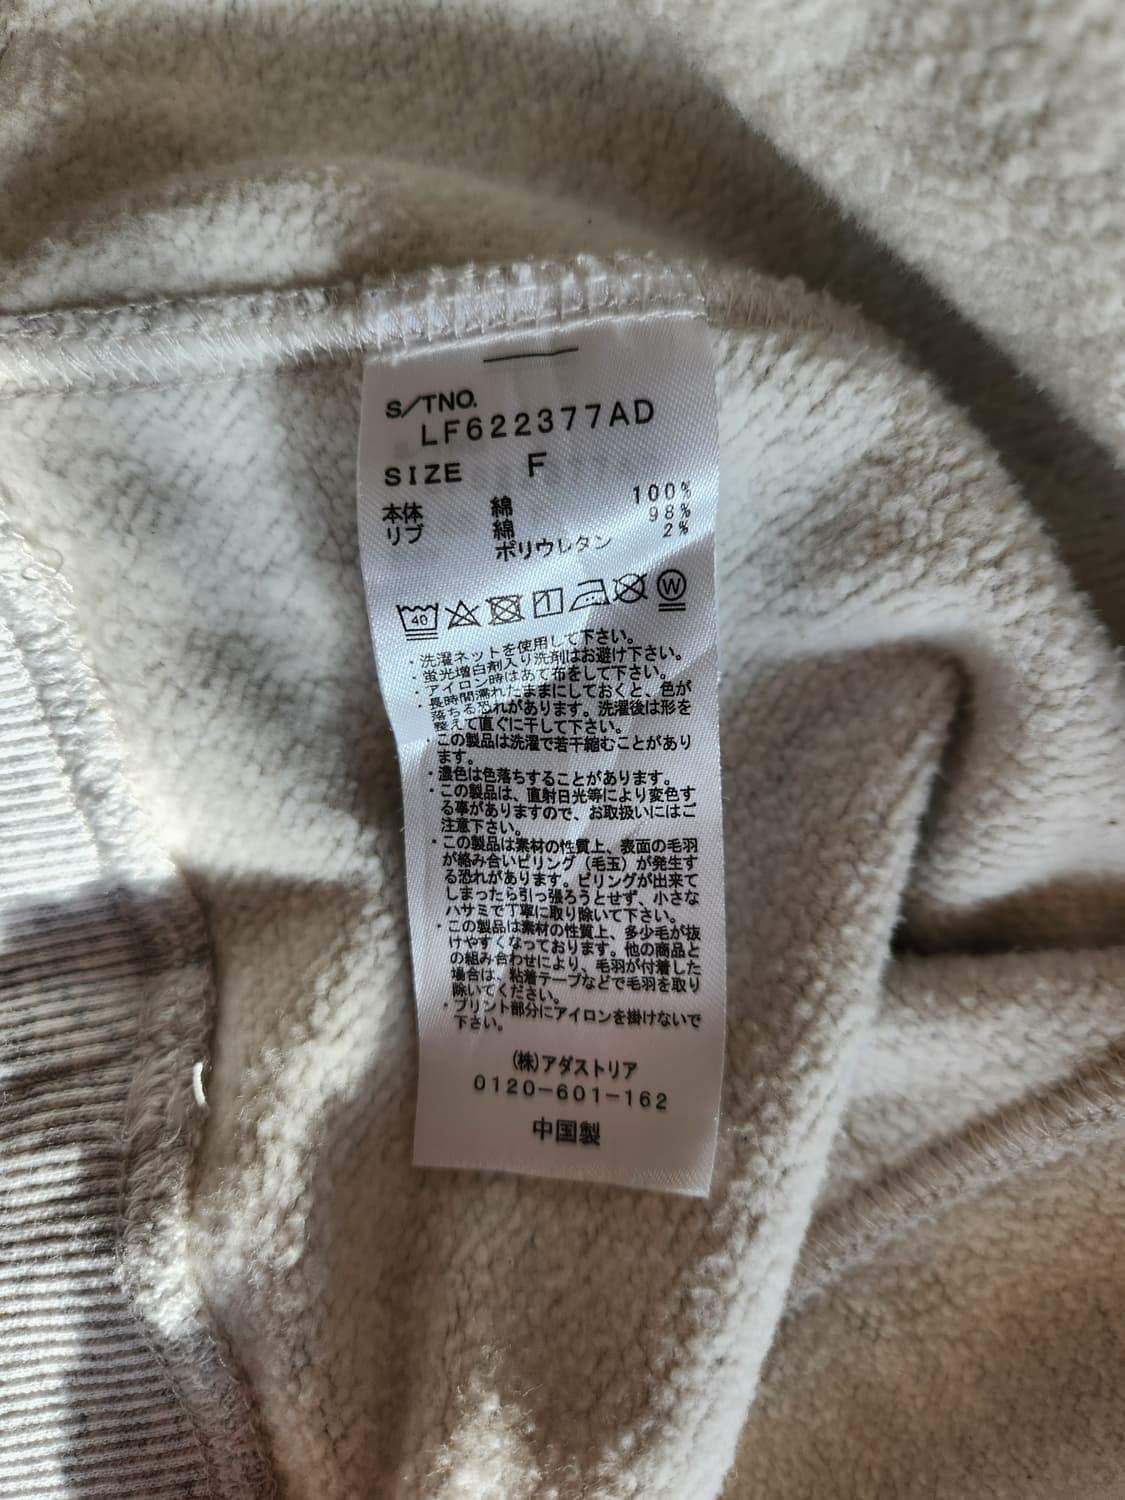 S/TNO.
LF622377AD
SIZE F
本体 綿 100%
リブ 綿 98%
ポリウレタン 2%
40 W
・洗濯ネットを使用して下さい。
・蛍光増白剤入り洗剤はお避け下さい。
・アイロン時はあて布をして下さい。
・長時間濡れたままにしておくと、色が
落ちる恐れがあります。洗濯後は形を
整えて直ぐに干して下さい。
・この製品は洗濯で若干縮むことがあり
ます。
・濃色は色落ちすることがあります。
・この製品は、直射日光等により変色す
る事がありますので、お取扱いにはご
注意下さい。
・この製品は素材の性質上、表面の毛羽
が絡み合いピリング（毛玉）が発生す
る恐れがあります。ピリングが出来て
しまったら引っ張ろうとせず、小さな
ハサミで丁寧に取り除いて下さい。
・この製品は素材の性質上、多少毛が抜
けやすくなっております。他の商品と
の組み合わせにより、毛羽が付着した
場合は、粘着テープなどで毛羽を取り
除いてください。
・プリント部分にアイロンを掛けないで
下さい。
(株)アダストリア
0120-601-162
中国製